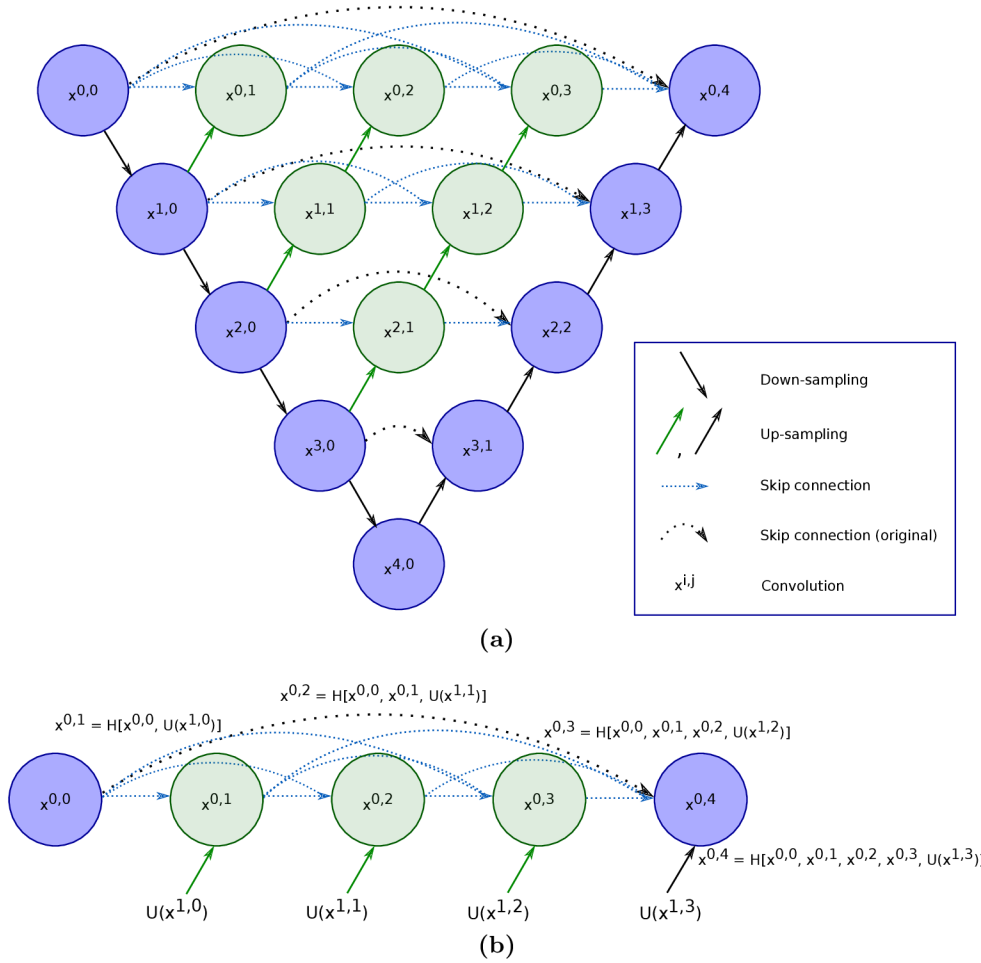 x0,0 x0,1 x0,2 x0,3 x0,4
x1,0 x1,1 x1,2 x1,3
x2,0 x2,1 x2,2
x3,0 x3,1
x4,0
Down-sampling
, Up-sampling
Skip connection
Skip connection (original)
xi,j Convolution
(a)
x0,2 = H[x0,0, x0,1, U(x1,1)]
x0,1 = H[x0,0, U(x1,0)]
x0,3 = H[x0,0, x0,1, x0,2, U(x1,2)]
x0,0 x0,1 x0,2 x0,3 x0,4
x0,4 = H[x0,0, x0,1, x0,2, x0,3, U(x1,3)]
U(x1,0) U(x1,1) U(x1,2) U(x1,3)
(b)